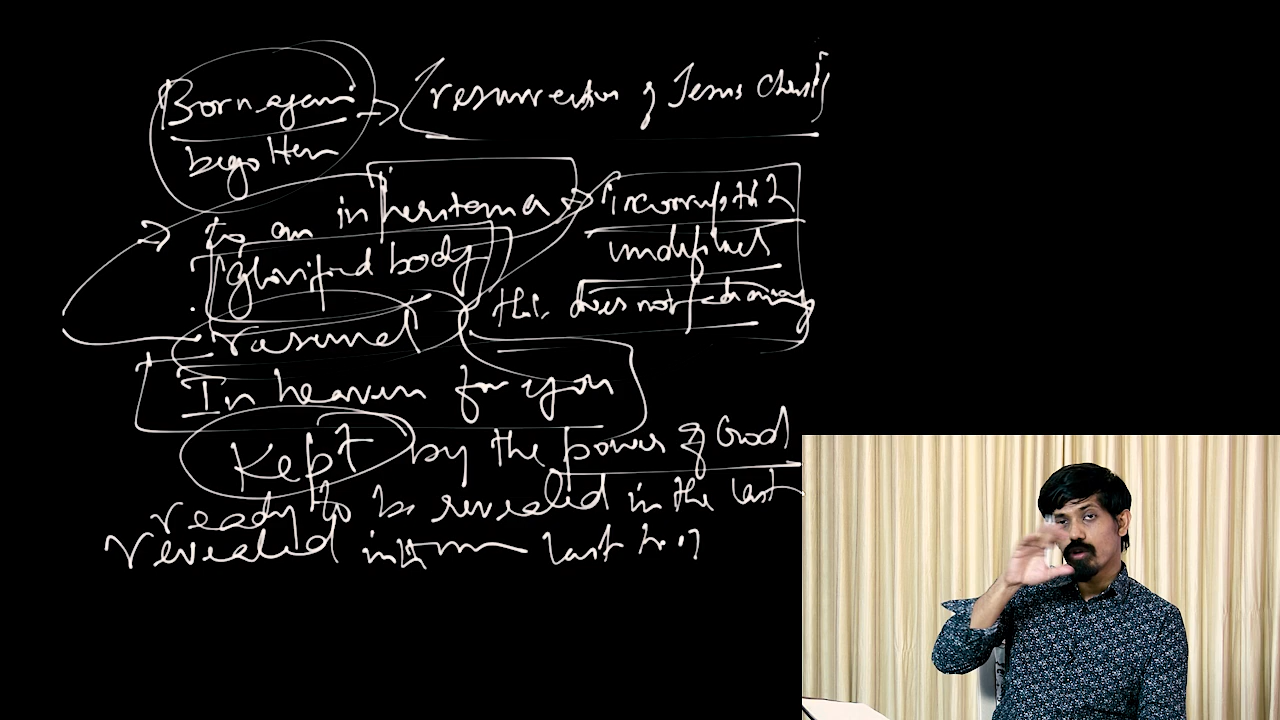 Born again → resurrection of Jesus Christ
begotten
→ to an inheritance → incorruptible
undefiled
Glorified body
that does not fade away
reserved
In heaven for you
Kept by the power of God
ready to be revealed in the last
revealed in last